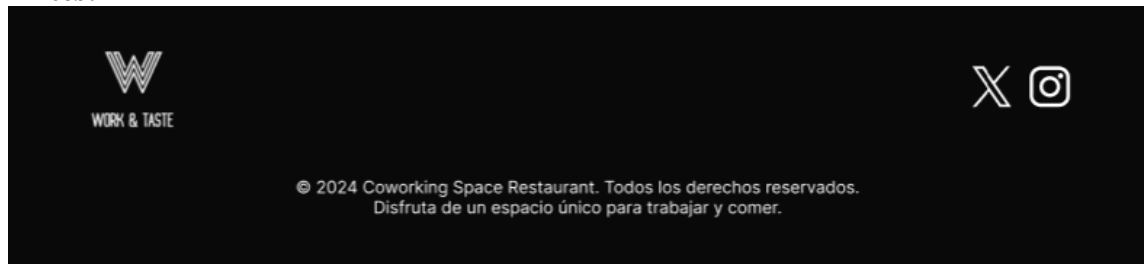 WORK & TASTE
© 2024 Coworking Space Restaurant. Todos los derechos reservados.
Disfruta de un espacio único para trabajar y comer.